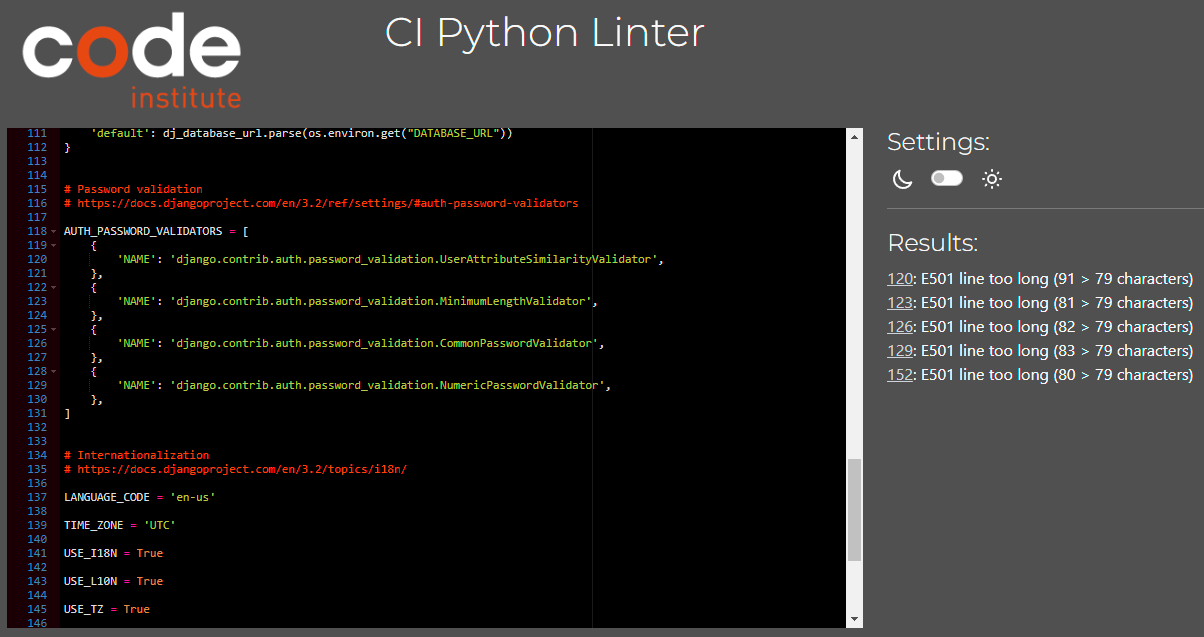 code
institute
CI Python Linter
111     'default': dj_database_url.parse(os.environ.get("DATABASE_URL"))
112 }
113
114
115 # Password validation
116 # https://docs.djangoproject.com/en/3.2/ref/settings/#auth-password-validators
117
118 AUTH_PASSWORD_VALIDATORS = [
119     {
120         'NAME': 'django.contrib.auth.password_validation.UserAttributeSimilarityValidator',
121     },
122     {
123         'NAME': 'django.contrib.auth.password_validation.MinimumLengthValidator',
124     },
125     {
126         'NAME': 'django.contrib.auth.password_validation.CommonPasswordValidator',
127     },
128     {
129         'NAME': 'django.contrib.auth.password_validation.NumericPasswordValidator',
130     },
131 ]
132
133
134 # Internationalization
135 # https://docs.djangoproject.com/en/3.2/topics/i18n/
136
137 LANGUAGE_CODE = 'en-us'
138
139 TIME_ZONE = 'UTC'
140
141 USE_I18N = True
142
143 USE_L10N = True
144
145 USE_TZ = True
146
Settings:
Results:
120: E501 line too long (91 > 79 characters)
123: E501 line too long (81 > 79 characters)
126: E501 line too long (82 > 79 characters)
129: E501 line too long (83 > 79 characters)
152: E501 line too long (80 > 79 characters)